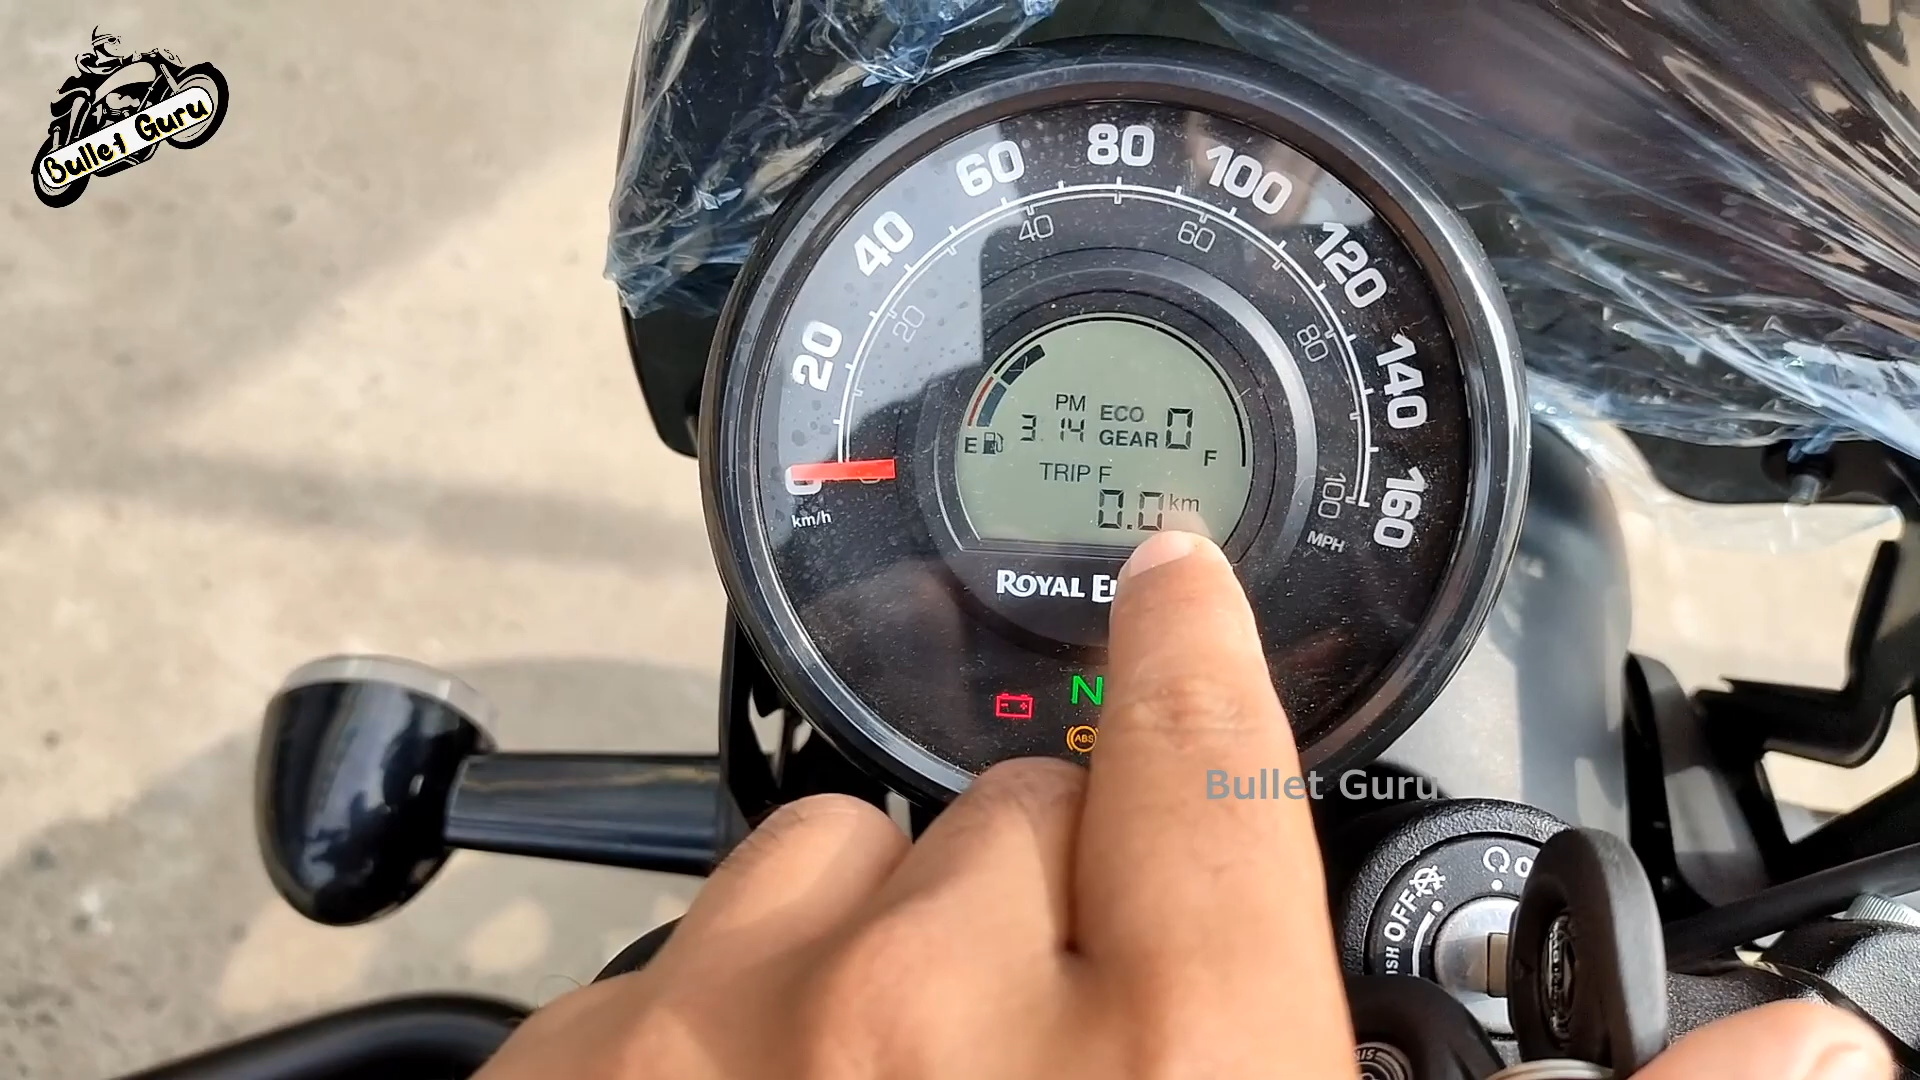 Bullet Guru
80
60
100
40
120
20
140
0
160
km/h
40
60
20
80
100
MPH
PM
3 14
ECO
GEAR
0
E
F
TRIP F
0.0 km
ROYAL
N
ABS
Bullet Guru
OFF